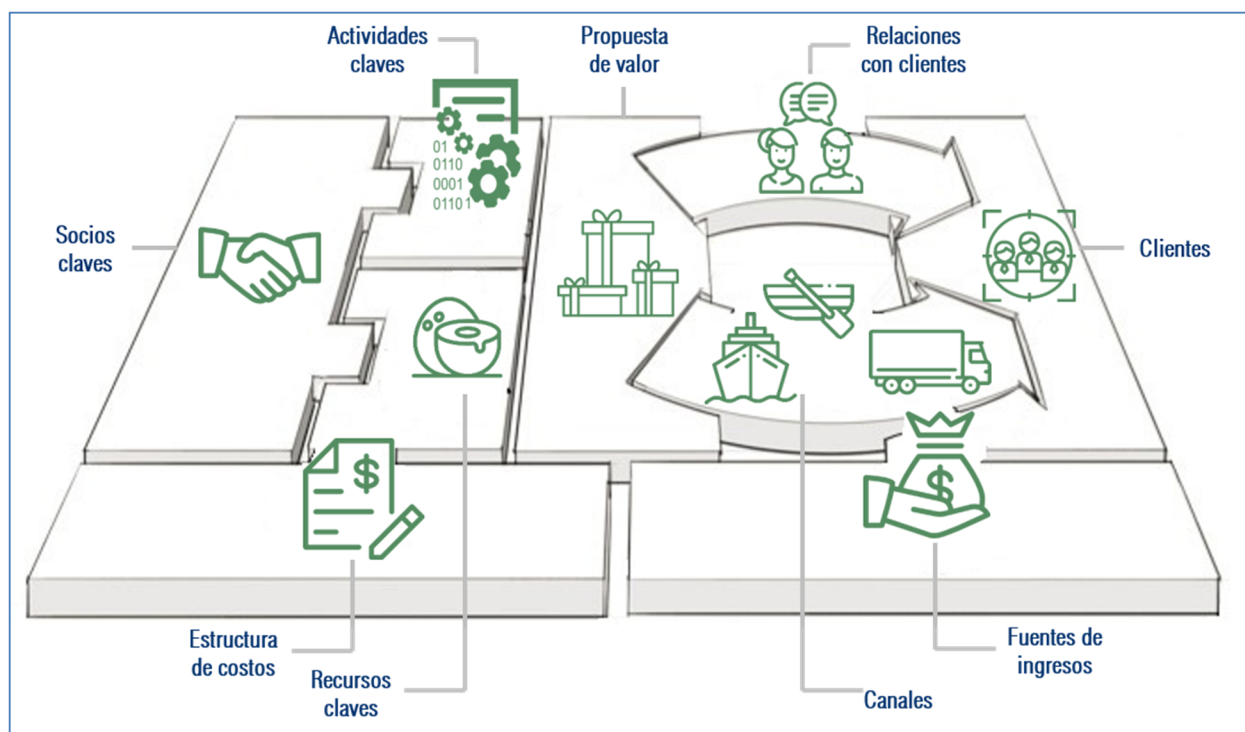 Actividades
claves
Propuesta
de valor
Relaciones
con clientes
01
0110
0001
01101
Socios
claves
Clientes
$
$
Estructura
de costos
Recursos
claves
Canales
Fuentes de
ingresos